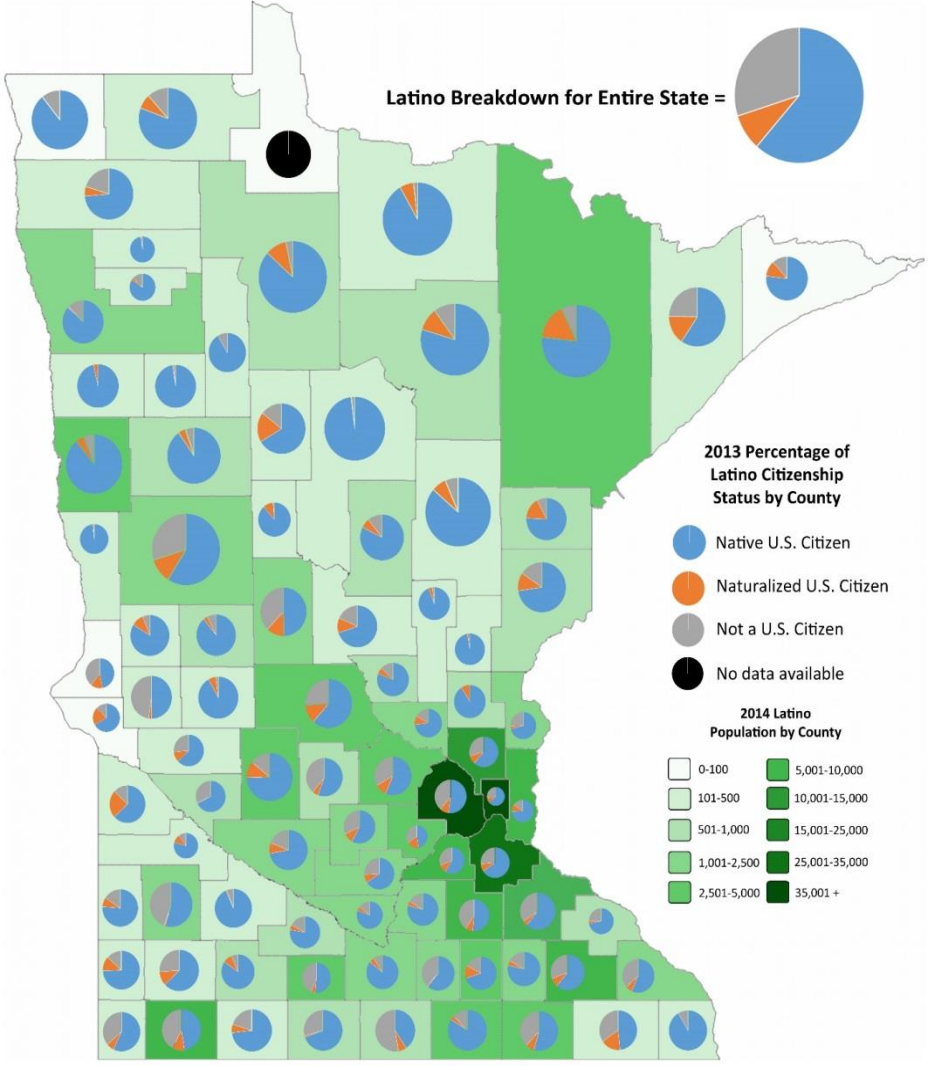 Latino Breakdown for Entire State =
2013 Percentage of
Latino Citizenship
Status by County
Native U.S. Citizen
Naturalized U.S. Citizen
Not a U.S. Citizen
No data available
2014 Latino
Population by County
0-100
5,001-10,000
101-500
10,001-15,000
501-1,000
15,001-25,000
1,001-2,500
25,001-35,000
2,501-5,000
35,001 +